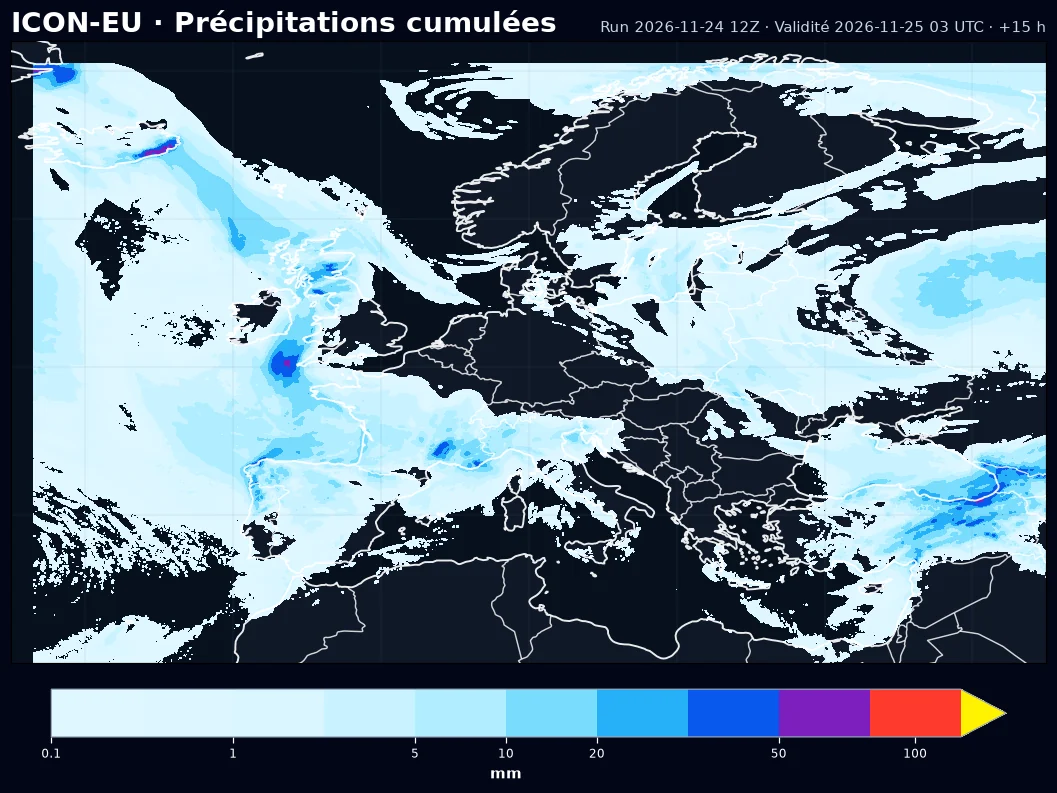 ICON-EU · Précipitations cumulées
Run 2026-11-24 12Z · Validité 2026-11-25 03 UTC · +15 h
0.1 1 5 10 20 50 100
mm